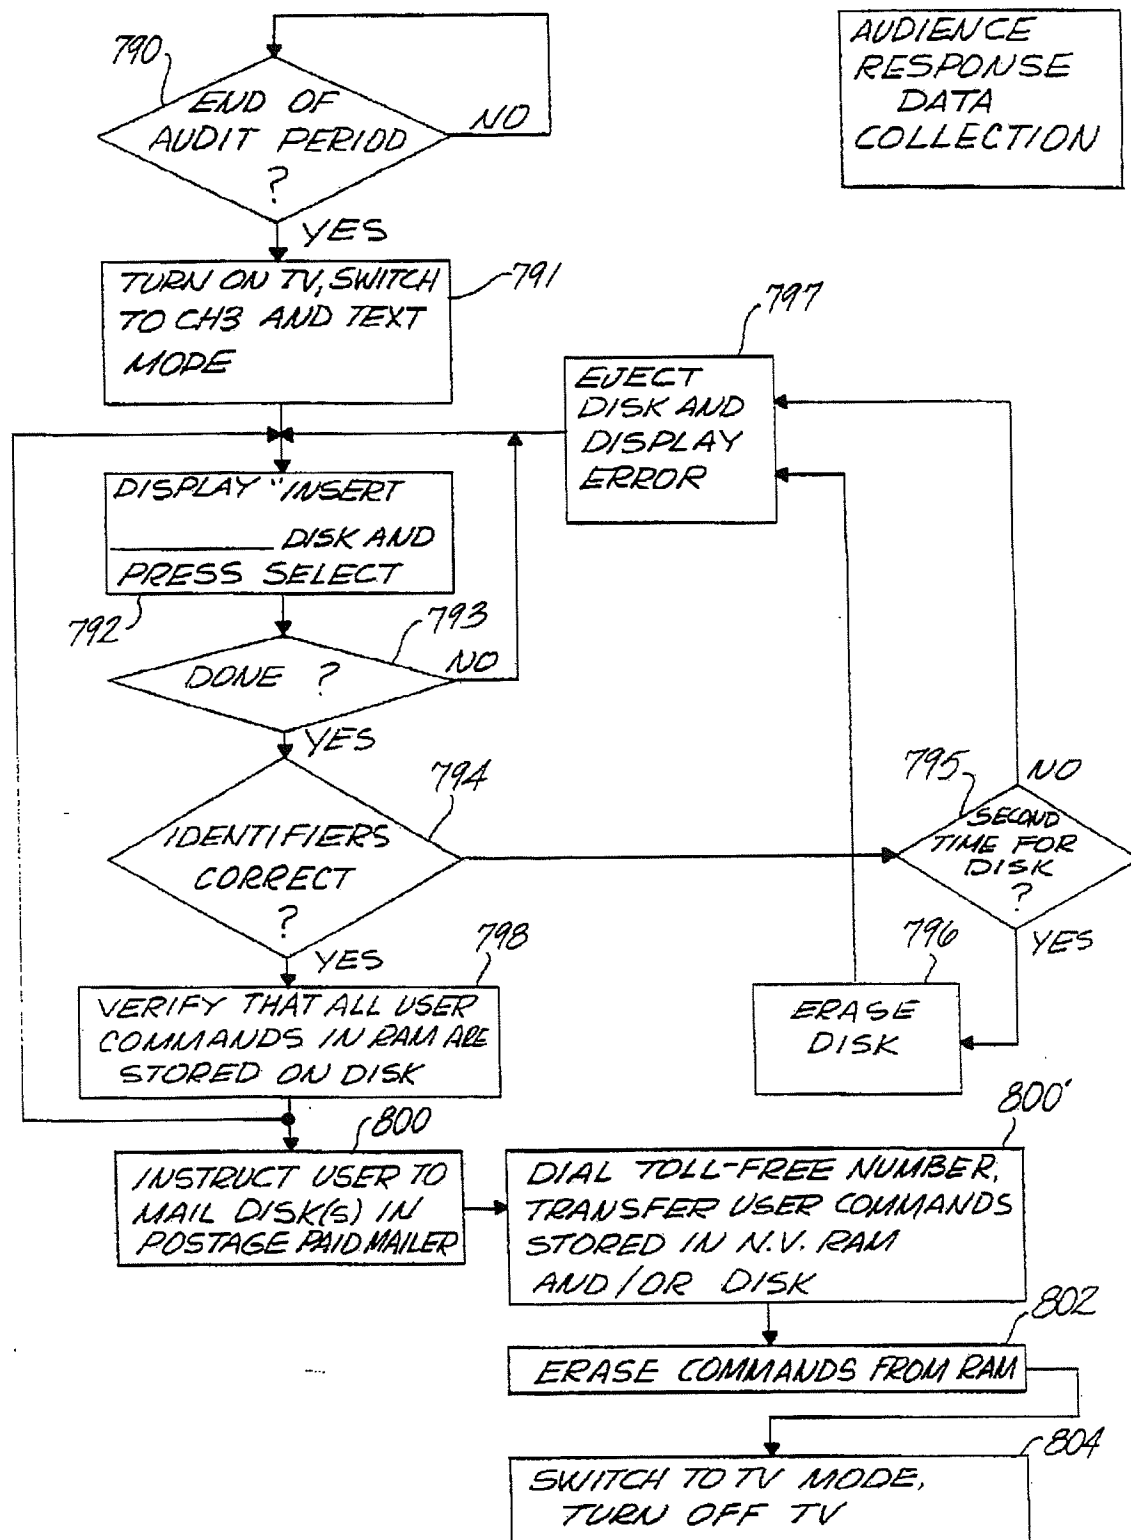 AUDIENCE
RESPONSE
DATA
COLLECTION
790
END OF
AUDIT PERIOD
?
NO
YES
791
TURN ON TV, SWITCH
TO CH3 AND TEXT
MODE
797
EJECT
DISK AND
DISPLAY
ERROR
DISPLAY "INSERT
________ DISK AND
PRESS SELECT
792
793
DONE ?
NO
YES
794
IDENTIFIERS
CORRECT
?
YES
795
NO
SECOND
TIME FOR
DISK
?
YES
796
ERASE
DISK
798
VERIFY THAT ALL USER
COMMANDS IN RAM ARE
STORED ON DISK
800
INSTRUCT USER TO
MAIL DISK(S) IN
POSTAGE PAID MAILER
800'
DIAL TOLL-FREE NUMBER,
TRANSFER USER COMMANDS
STORED IN N.V. RAM
AND/OR DISK
802
ERASE COMMANDS FROM RAM
804
SWITCH TO TV MODE,
TURN OFF TV